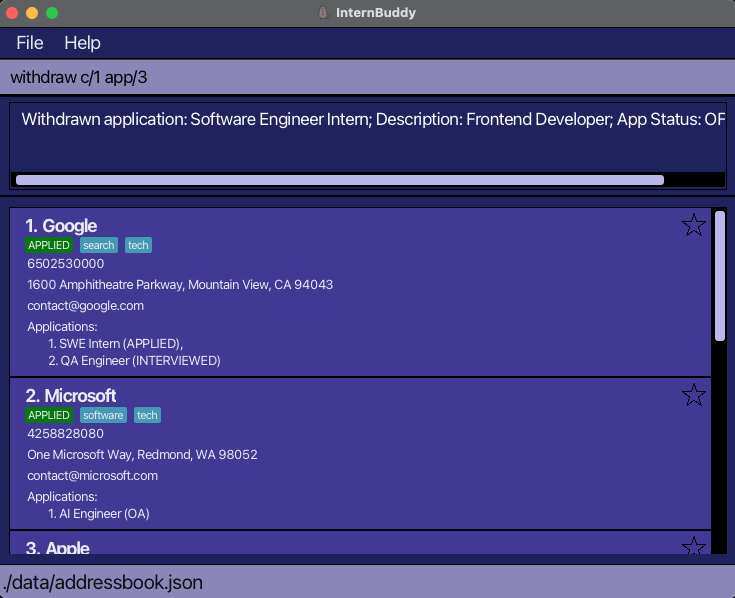 InternBuddy
File Help
withdraw c/1 app/3
Withdrawn application: Software Engineer Intern; Description: Frontend Developer; App Status: OF
1. Google
APPLIED search tech
6502530000
1600 Amphitheatre Parkway, Mountain View, CA 94043
contact@google.com
Applications:
1. SWE Intern (APPLIED),
2. QA Engineer (INTERVIEWED)
2. Microsoft
APPLIED software tech
4258828080
One Microsoft Way, Redmond, WA 98052
contact@microsoft.com
Applications:
1. AI Engineer (OA)
3. Apple
./data/addressbook.json